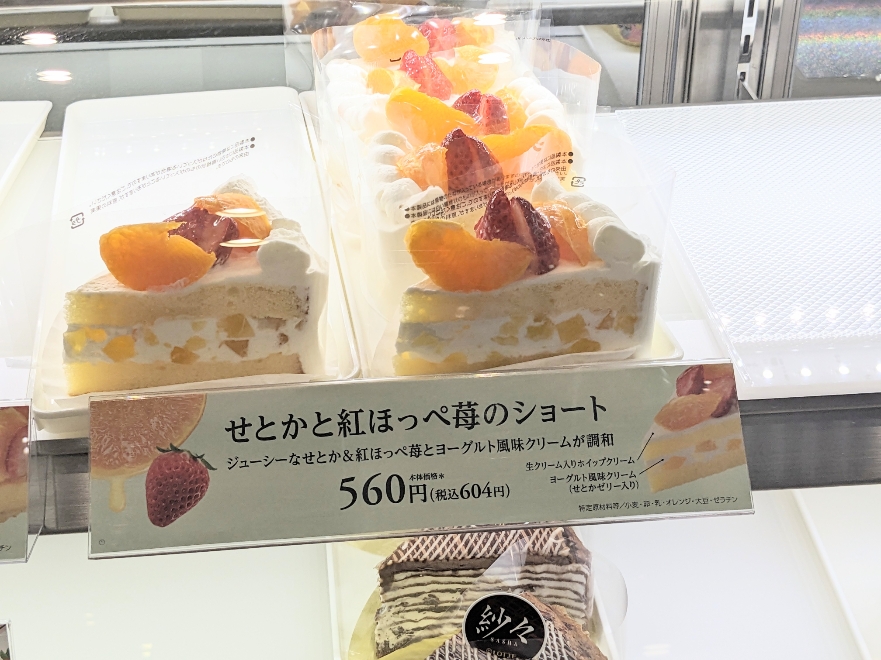 せとかと紅ほっぺ苺のショート
ジューシーなせとか&紅ほっぺ苺とヨーグルト風味クリームが調和
本体価格*
560円(税込604円)
生クリーム入りホイップクリーム
ヨーグルト風味クリーム
(せとかゼリー入り)
特定原材料等/小麦・卵・乳・オレンジ・大豆・ゼラチン
チン
紗々
SASHA